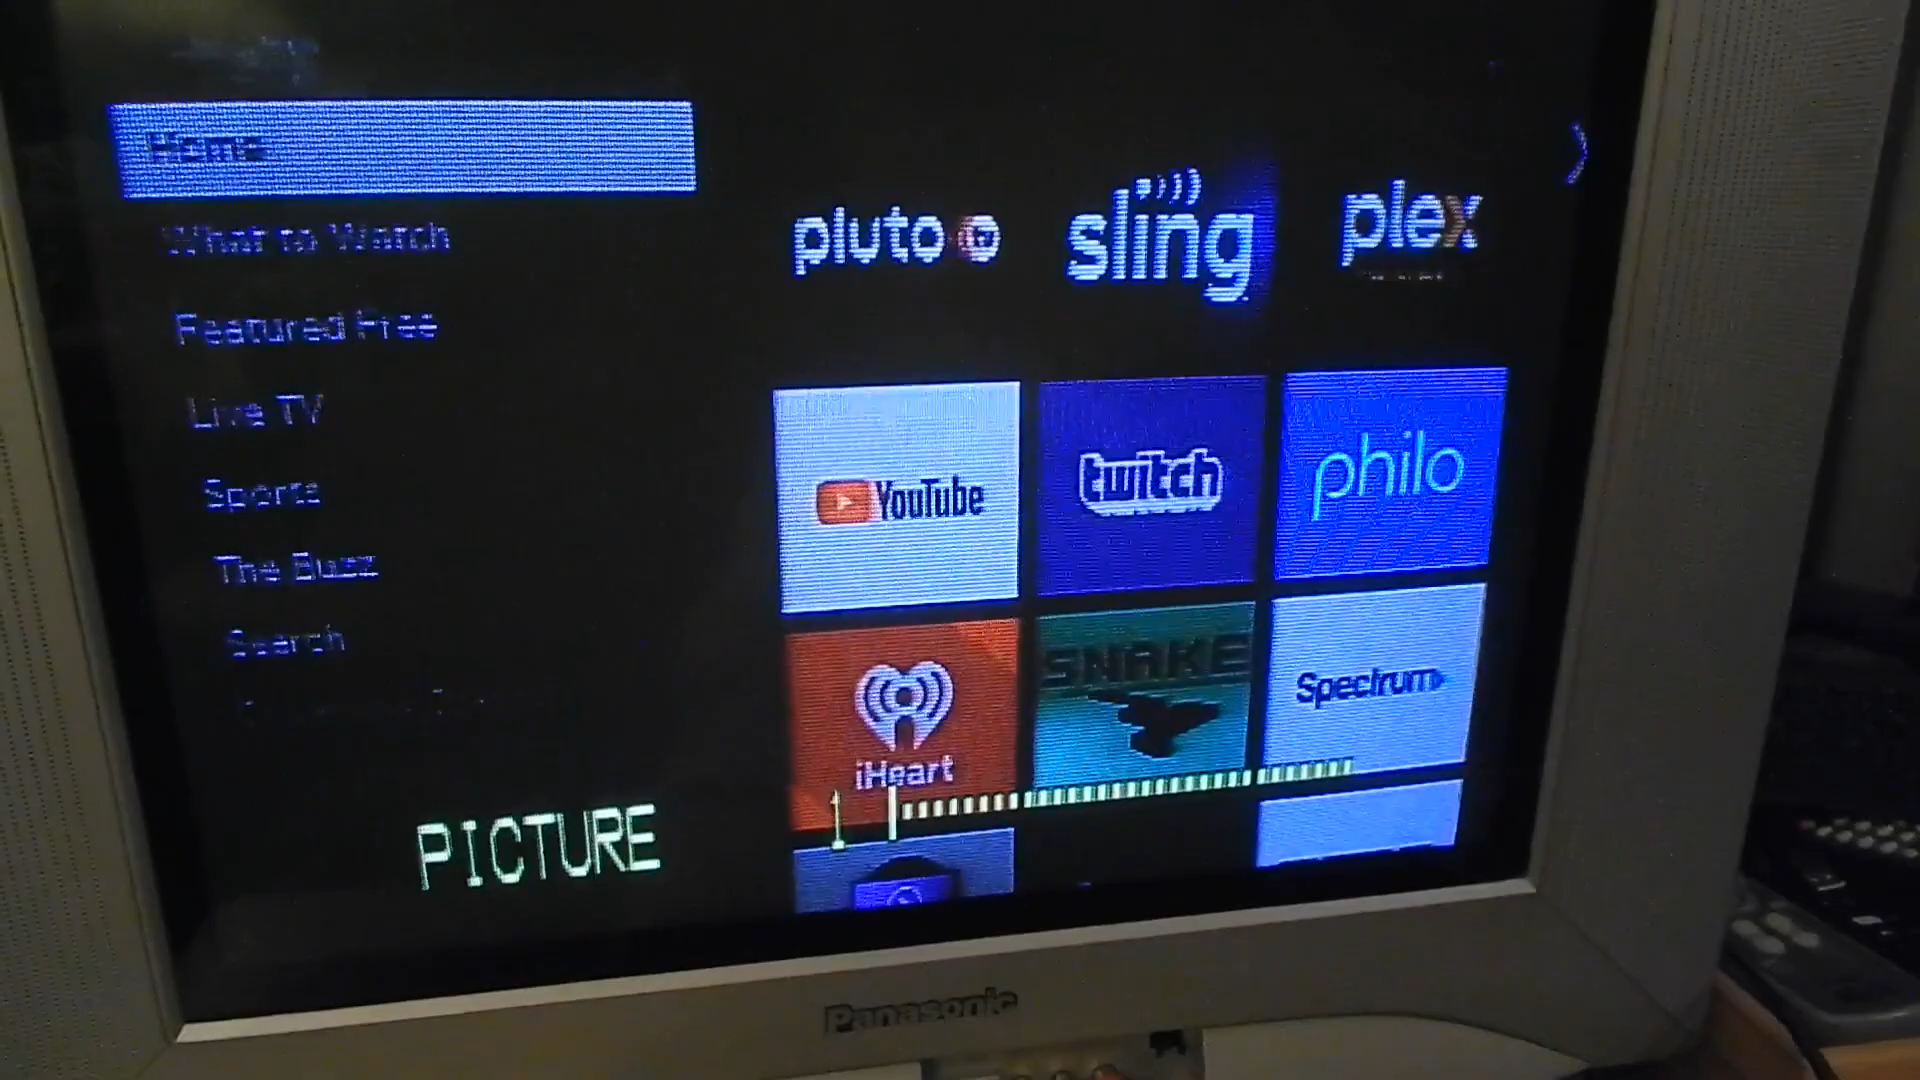 Home
What to Watch
Featured Free
Live TV
Sports
The Buzz
Search
pluto tv
sling
plex
YouTube
twitch
philo
iHeart
SNAKE
Spectrum
PICTURE 1
Panasonic